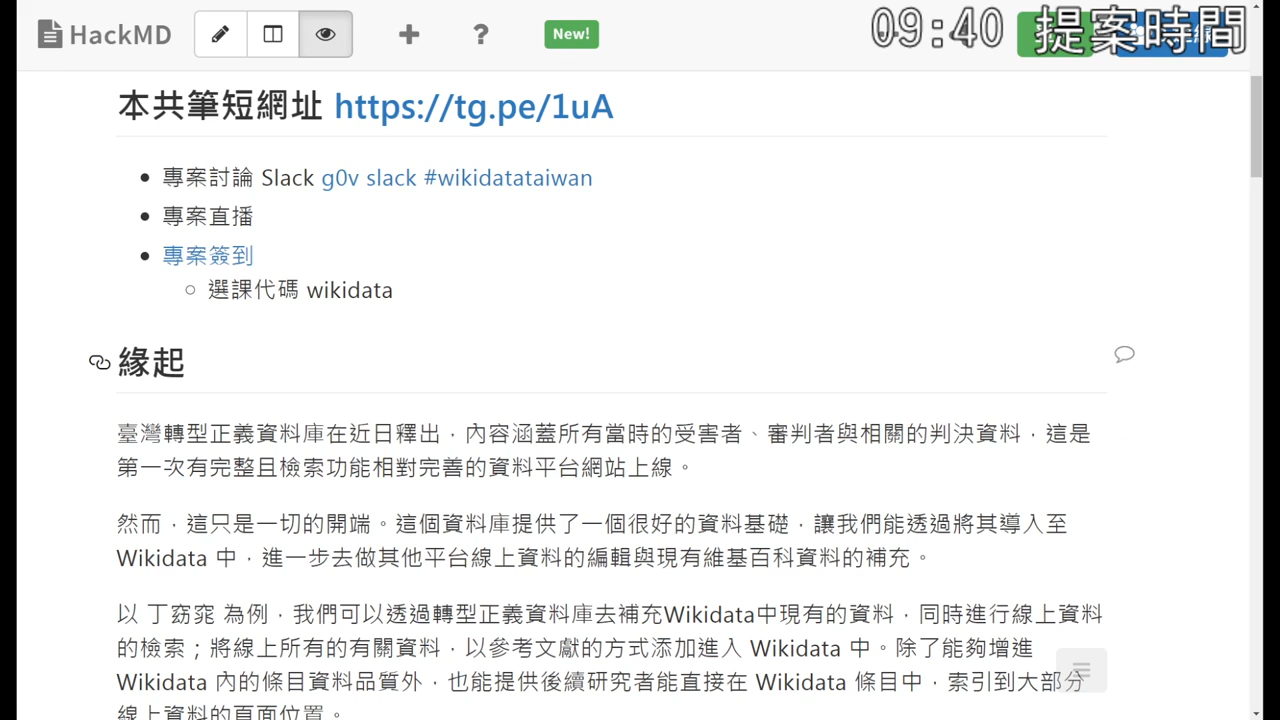 HackMD
New!
09:40 提案時間
本共筆短網址 https://tg.pe/1uA
專案討論 Slack g0v slack #wikidatataiwan
專案直播
專案簽到
選課代碼 wikidata
緣起
臺灣轉型正義資料庫在近日釋出，內容涵蓋所有當時的受害者、審判者與相關的判決資料，這是
第一次有完整且檢索功能相對完善的資料平台網站上線。
然而，這只是一切的開端。這個資料庫提供了一個很好的資料基礎，讓我們能透過將其導入至
Wikidata 中，進一步去做其他平台線上資料的編輯與現有維基百科資料的補充。
以 丁窈窕 為例，我們可以透過轉型正義資料庫去補充Wikidata中現有的資料，同時進行線上資料
的檢索；將線上所有的有關資料，以參考文獻的方式添加進入 Wikidata 中。除了能夠增進
Wikidata 內的條目資料品質外，也能提供後續研究者能直接在 Wikidata 條目中，索引到大部分
線上資料的頁面位置。